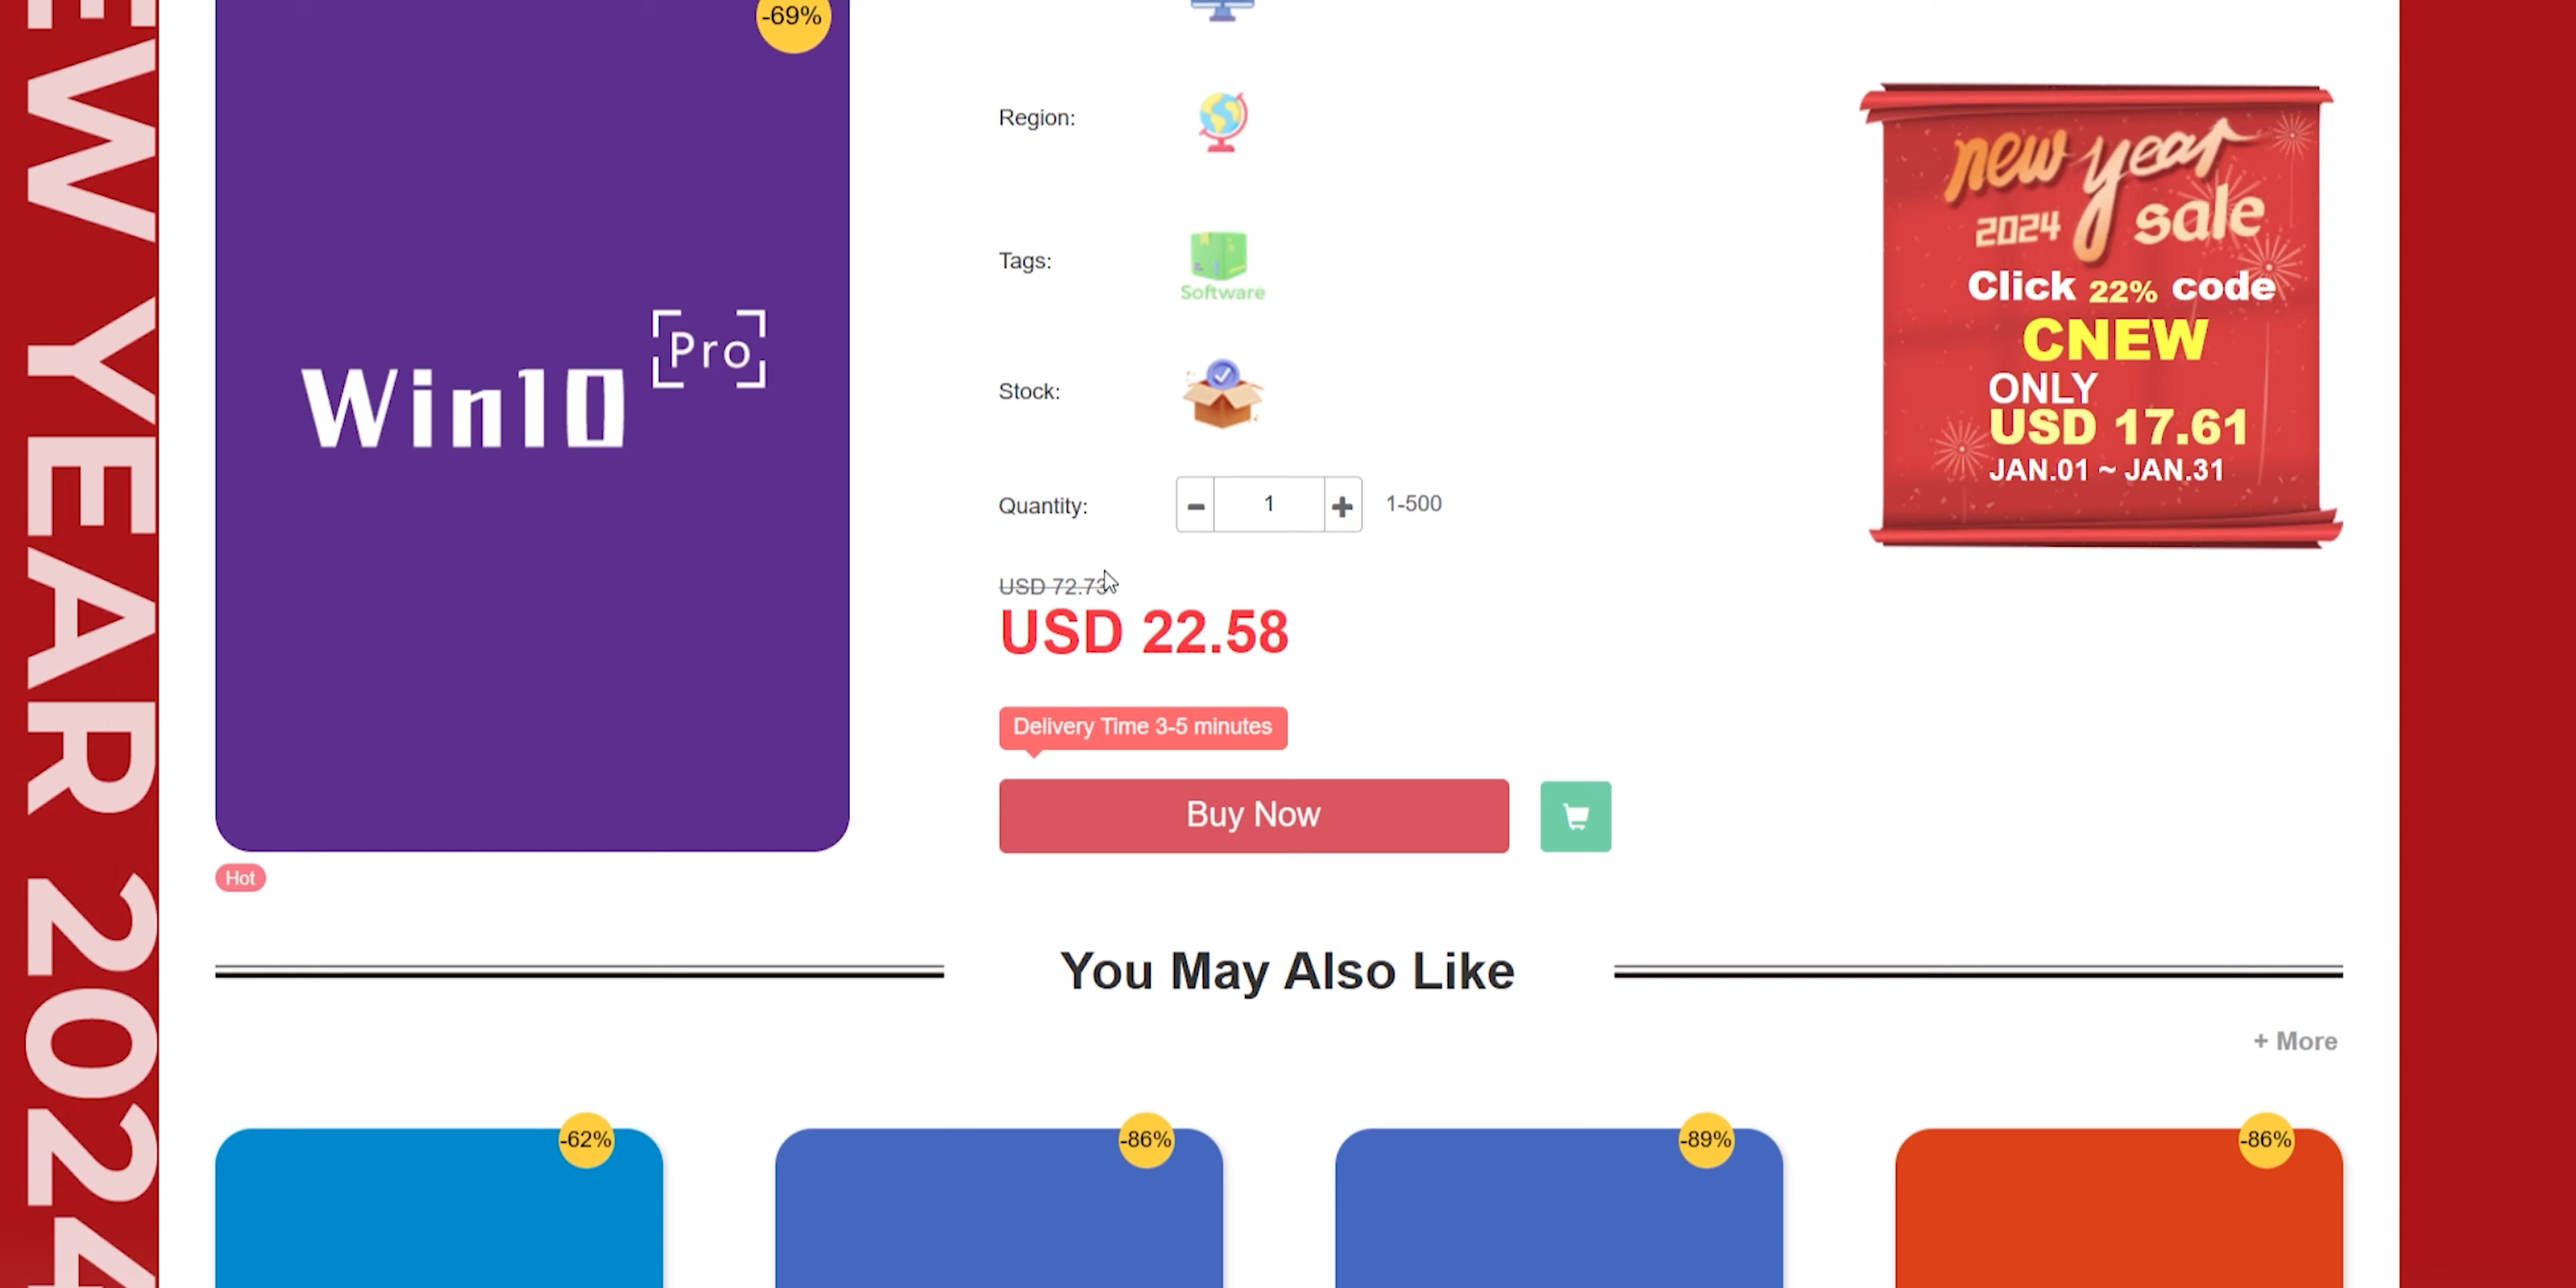 EW YEAR 2024
-69%
Win10 Pro
Region:
Tags:
Software
Stock:
Quantity:
1
1-500
USD 72.73
USD 22.58
Delivery Time 3-5 minutes
Buy Now
Hot
new year
2024 sale
Click 22% code
CNEW
ONLY
USD 17.61
JAN.01 ~ JAN.31
You May Also Like
+ More
-62%
-86%
-89%
-86%